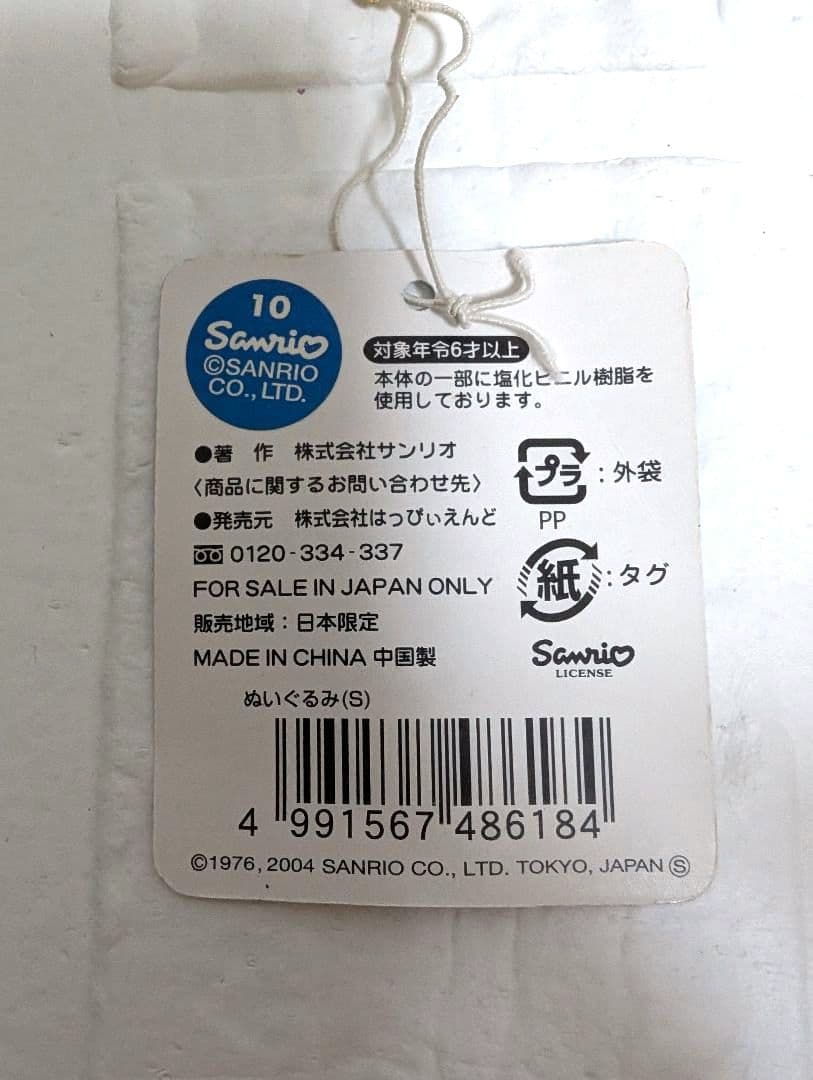 10
Sanrio
©SANRIO
CO., LTD.
対象年令6才以上
本体の一部に塩化ビニル樹脂を
使用しております。
●著　作　株式会社サンリオ
〈商品に関するお問い合わせ先〉
●発売元　株式会社はっぴぃえんど
0120-334-337
FOR SALE IN JAPAN ONLY
販売地域：日本限定
MADE IN CHINA 中国製
プラ：外袋
PP
紙：タグ
Sanrio
LICENSE
ぬいぐるみ(S)
4 991567 486184
©1976, 2004 SANRIO CO., LTD. TOKYO, JAPAN Ⓢ